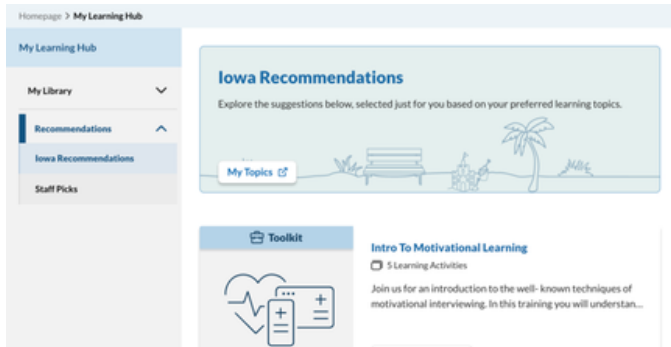 Homepage > My Learning Hub
My Learning Hub
My Library
Recommendations
Iowa Recommendations
Staff Picks
Iowa Recommendations
Explore the suggestions below, selected just for you based on your preferred learning topics.
My Topics
Toolkit
Intro To Motivational Learning
5 Learning Activities
Join us for an introduction to the well- known techniques of
motivational interviewing. In this training you will understan...